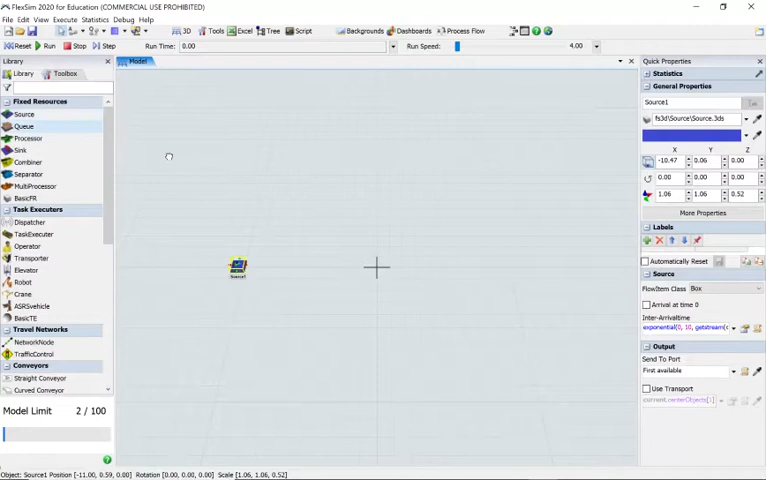 FlexSim 2020 for Education (COMMERCIAL USE PROHIBITED)
File Edit View Execute Statistics Debug Help
3D Tools Excel Tree Script Backgrounds Dashboards Process Flow
Reset Run Stop Step Run Time: 0.00 Run Speed: 4.00
Library
Model
Quick Properties
Library Toolbox
Statistics
General Properties
Fixed Resources
Source
Queue
Processor
Sink
Combiner
Separator
MultiProcessor
BasicFR
Task Executers
Dispatcher
TaskExecuter
Operator
Transporter
Elevator
Robot
Crane
ASRSvehicle
BasicTE
Travel Networks
NetworkNode
TrafficControl
Conveyors
Straight Conveyor
Curved Conveyor
Model Limit 2 / 100
Source1
Source1
fs3d\Source\Source.3ds
X Y Z
-10.47 0.06 0.00
0.00 0.00 0.00
1.06 1.06 0.52
More Properties
Labels
Automatically Reset
Source
FlowItem Class Box
Arrival at time 0
Inter-Arrivaltime
exponential(0, 10, getstream(c
Output
Send To Port
First available
Use Transport
current.centerObjects[1]
Object: Source1 Position [-11.00, 0.59, 0.00] Rotation [0.00, 0.00, 0.00] Scale [1.06, 1.06, 0.52]